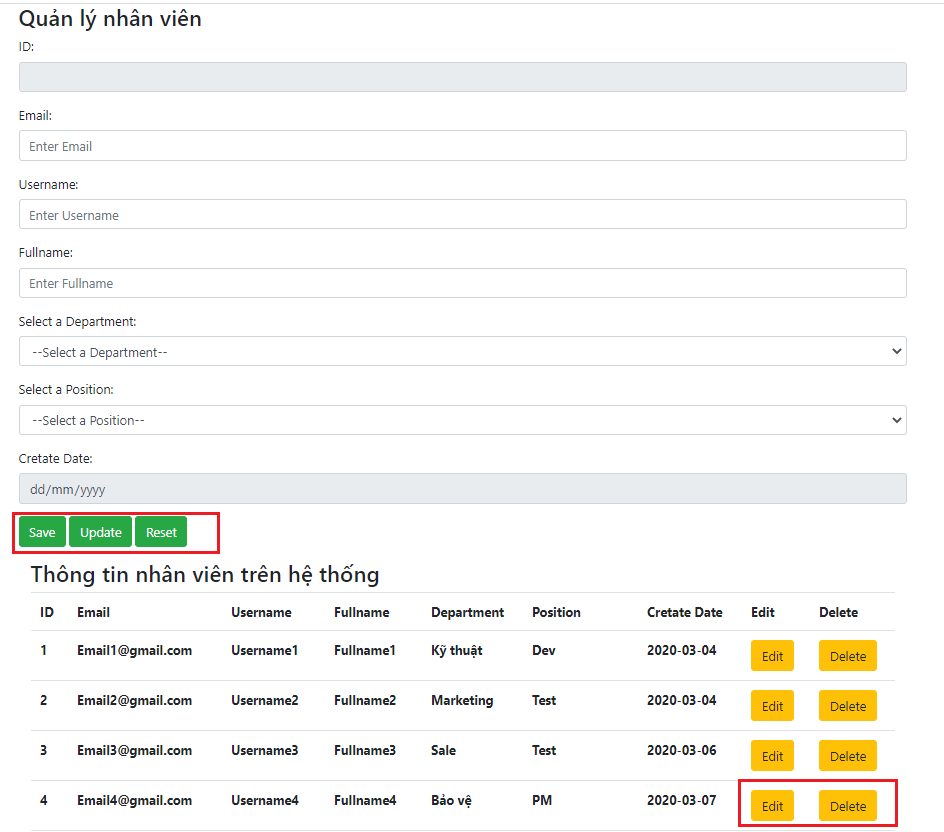 Quản lý nhân viên
ID:
Email:
Enter Email
Username:
Enter Username
Fullname:
Enter Fullname
Select a Department:
--Select a Department--
Select a Position:
--Select a Position--
Cretate Date:
dd/mm/yyyy
Save Update Reset
Thông tin nhân viên trên hệ thống
ID Email Username Fullname Department Position Cretate Date Edit Delete
1 Email1@gmail.com Username1 Fullname1 Kỹ thuật Dev 2020-03-04 Edit Delete
2 Email2@gmail.com Username2 Fullname2 Marketing Test 2020-03-04 Edit Delete
3 Email3@gmail.com Username3 Fullname3 Sale Test 2020-03-06 Edit Delete
4 Email4@gmail.com Username4 Fullname4 Bảo vệ PM 2020-03-07 Edit Delete